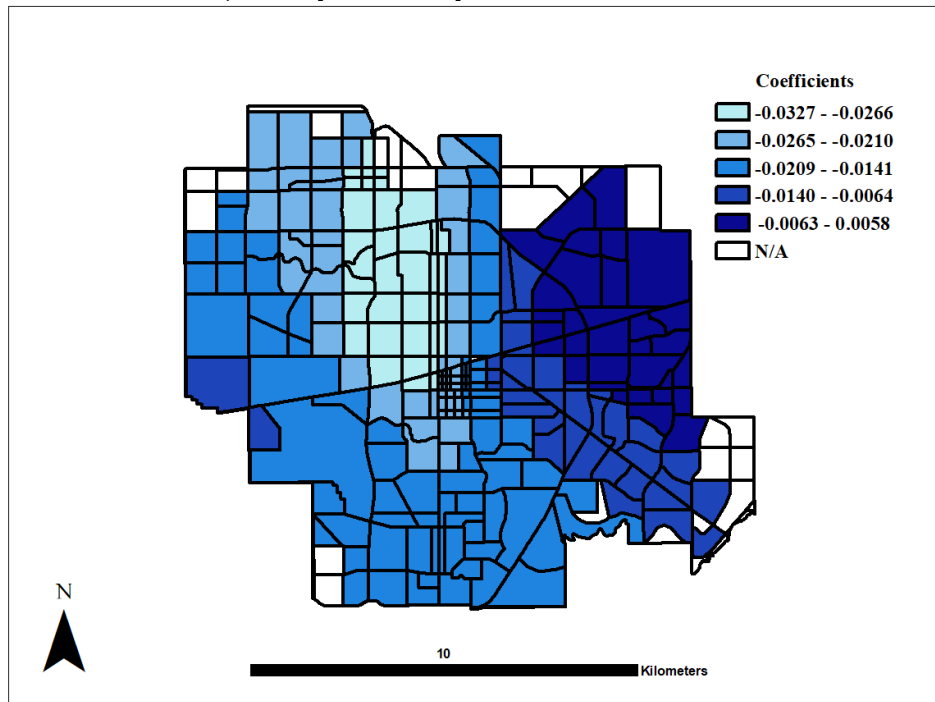 Coefficients
-0.0327 - -0.0266
-0.0265 - -0.0210
-0.0209 - -0.0141
-0.0140 - -0.0064
-0.0063 - 0.0058
N/A
N
10
Kilometers